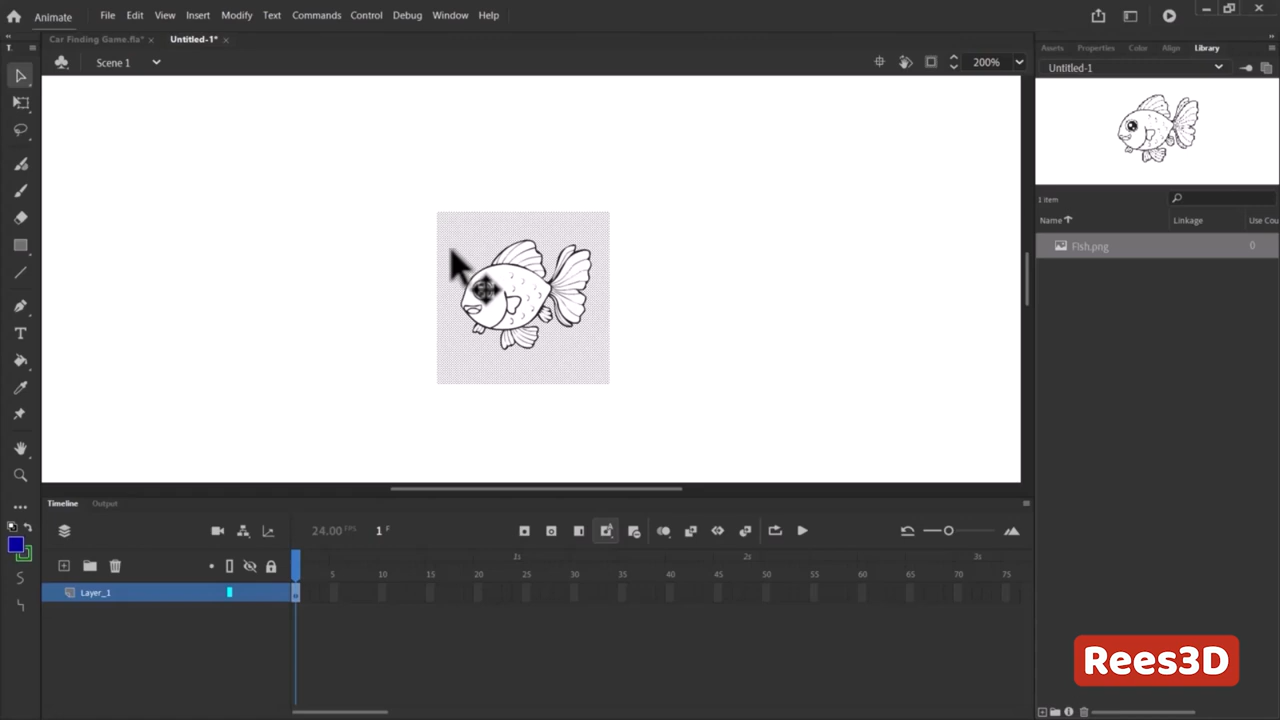 Animate File Edit View Insert Modify Text Commands Control Debug Window Help
Car Finding Game.fla* × Untitled-1* ×
T.
Assets Properties Color Align Library
Scene 1
200%
Untitled-1
1 item
Name Linkage Use Cou
FIsh.png 0
Timeline Output
24.00 FPS 1 F
1s 2s 3s
5 10 15 20 25 30 35 40 45 50 55 60 65 70 75
Layer_1
Rees3D